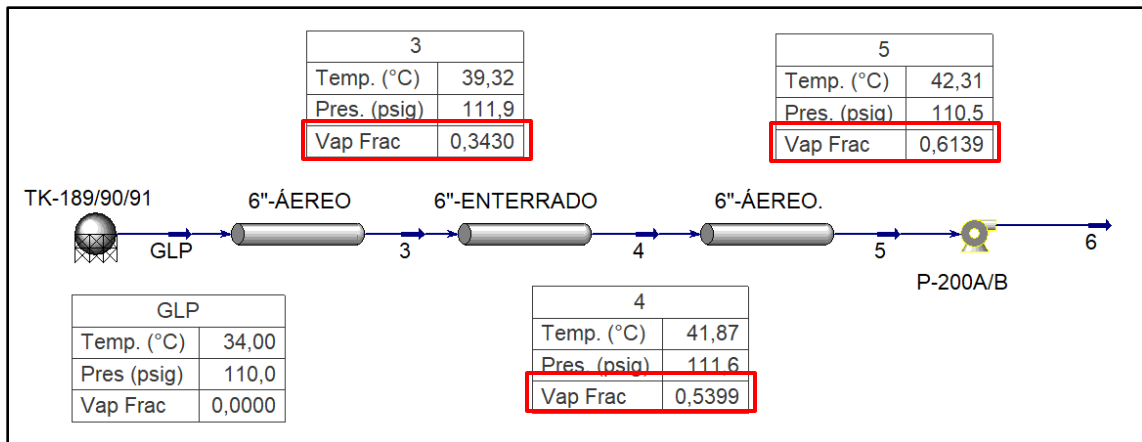 3
Temp. (°C) 39,32
Pres. (psig) 111,9
Vap Frac 0,3430
5
Temp. (°C) 42,31
Pres. (psig) 110,5
Vap Frac 0,6139
TK-189/90/91
6"-ÁEREO
6"-ENTERRADO
6"-ÁEREO.
GLP
3
4
5
6
P-200A/B
GLP
Temp. (°C) 34,00
Pres (psig) 110,0
Vap Frac 0,0000
4
Temp. (°C) 41,87
Pres. (psig) 111,6
Vap Frac 0,5399